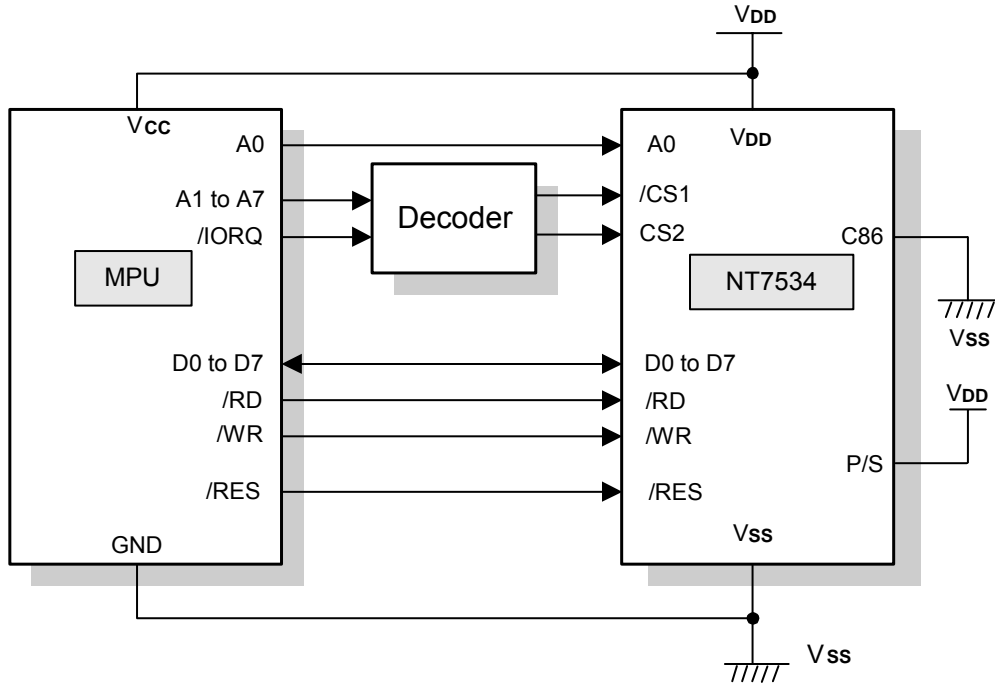 VDD
VCC
A0
A1 to A7
/IORQ
MPU
D0 to D7
/RD
/WR
/RES
GND
Decoder
VDD
A0
/CS1
CS2
C86
NT7534
D0 to D7
/RD
/WR
P/S
/RES
VSS
VSS
VDD
VSS